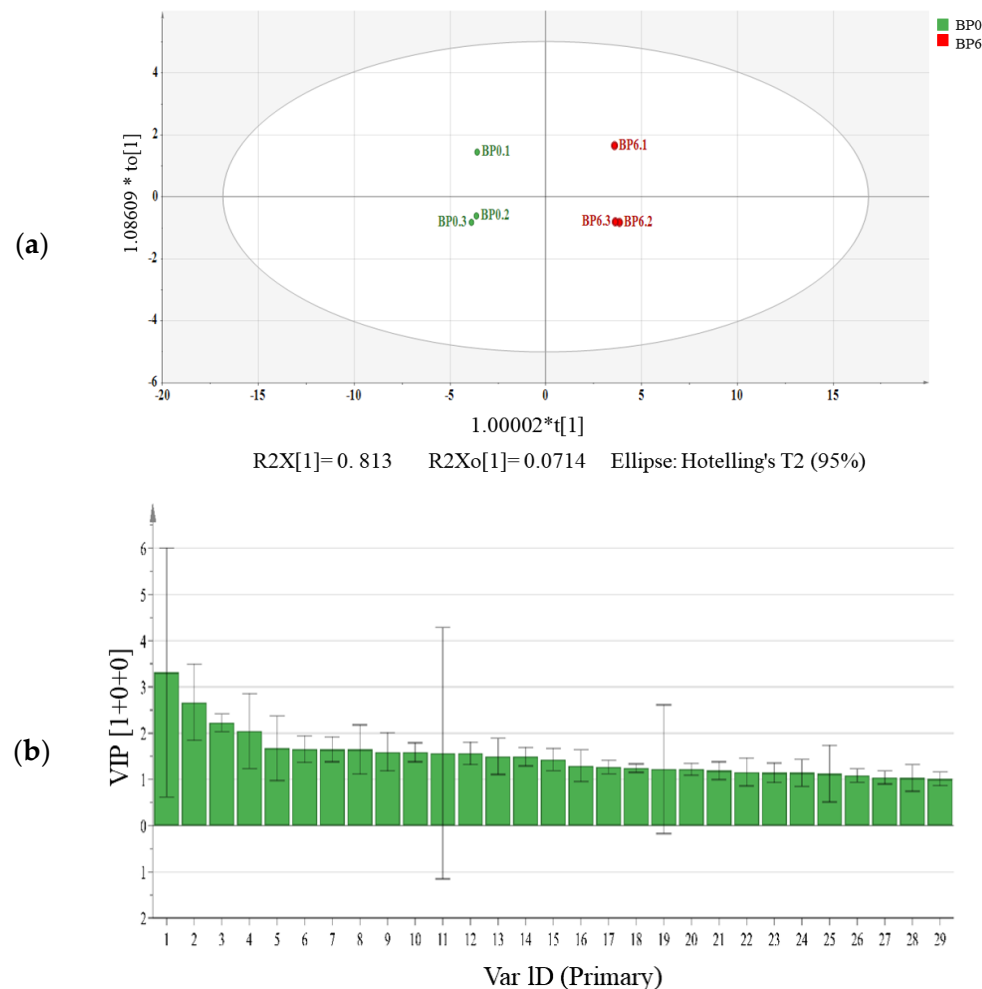 (a)
BP0
BP6
1.08609 * to[1]
4
2
0
-2
-4
-6
BP0.1
BP6.1
BP0.2
BP0.3
BP6.3
BP6.2
-20 -15 -10 -5 0 5 10 15
1.00002*t[1]
R2X[1]= 0. 813 R2Xo[1]= 0.0714 Ellipse: Hotelling's T2 (95%)
(b)
VIP [1+0+0]
6
5
4
3
2
1
0
1
2
1 2 3 4 5 6 7 8 9 10 11 12 13 14 15 16 17 18 19 20 21 22 23 24 25 26 27 28 29
Var lD (Primary)